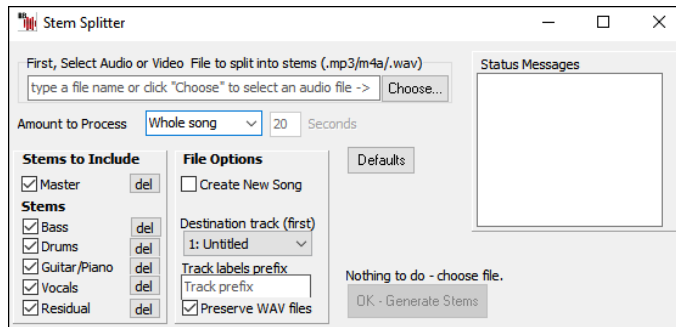 Stem Splitter
First, Select Audio or Video File to split into stems (.mp3/m4a/.wav)
type a file name or click "Choose" to select an audio file -> Choose...
Status Messages
Amount to Process Whole song 20 Seconds
Stems to Include
Master del
Stems
Bass del
Drums del
Guitar/Piano del
Vocals del
Residual del
File Options
Create New Song
Destination track (first)
1: Untitled
Track labels prefix
Track prefix
Preserve WAV files
Defaults
Nothing to do - choose file.
OK - Generate Stems